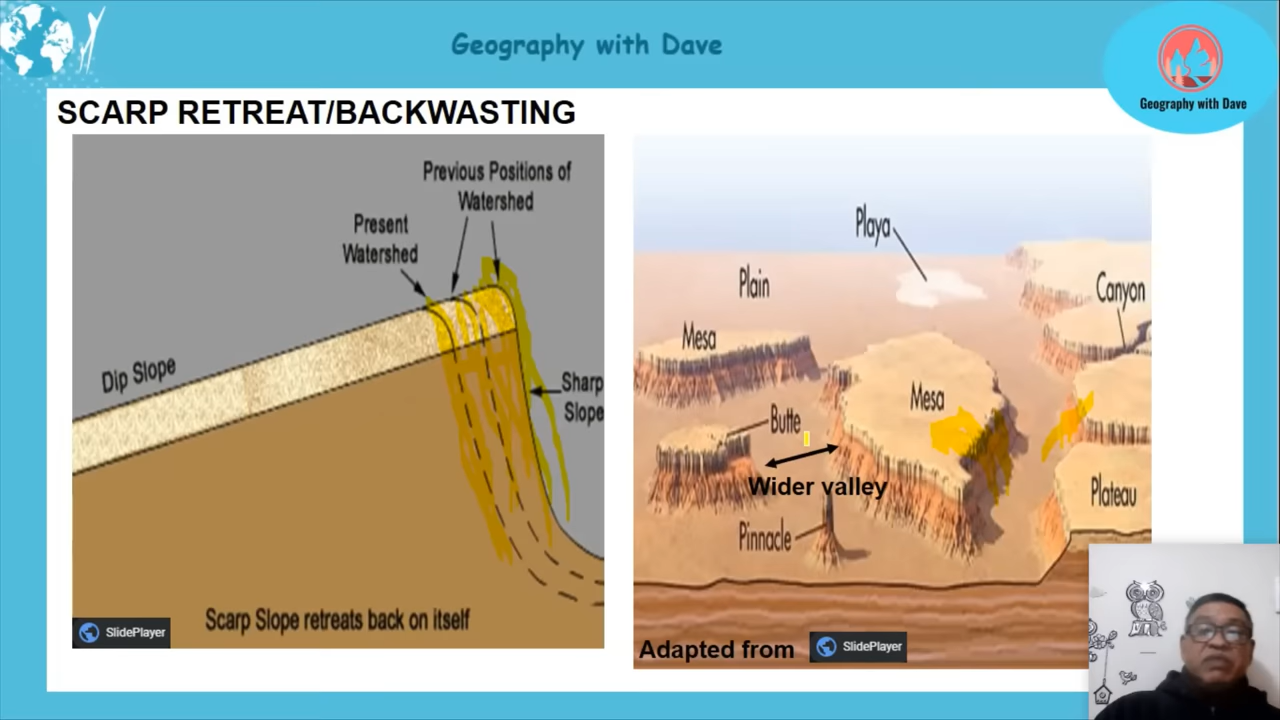 Geography with Dave
Geography with Dave
SCARP RETREAT/BACKWASTING
Previous Positions of
Watershed
Present
Watershed
Dip Slope
Sharp
Slope
Scarp Slope retreats back on itself
SlidePlayer
Playa
Plain
Canyon
Mesa
Mesa
Butte
Wider valley
Plateau
Pinnacle
Adapted from
SlidePlayer